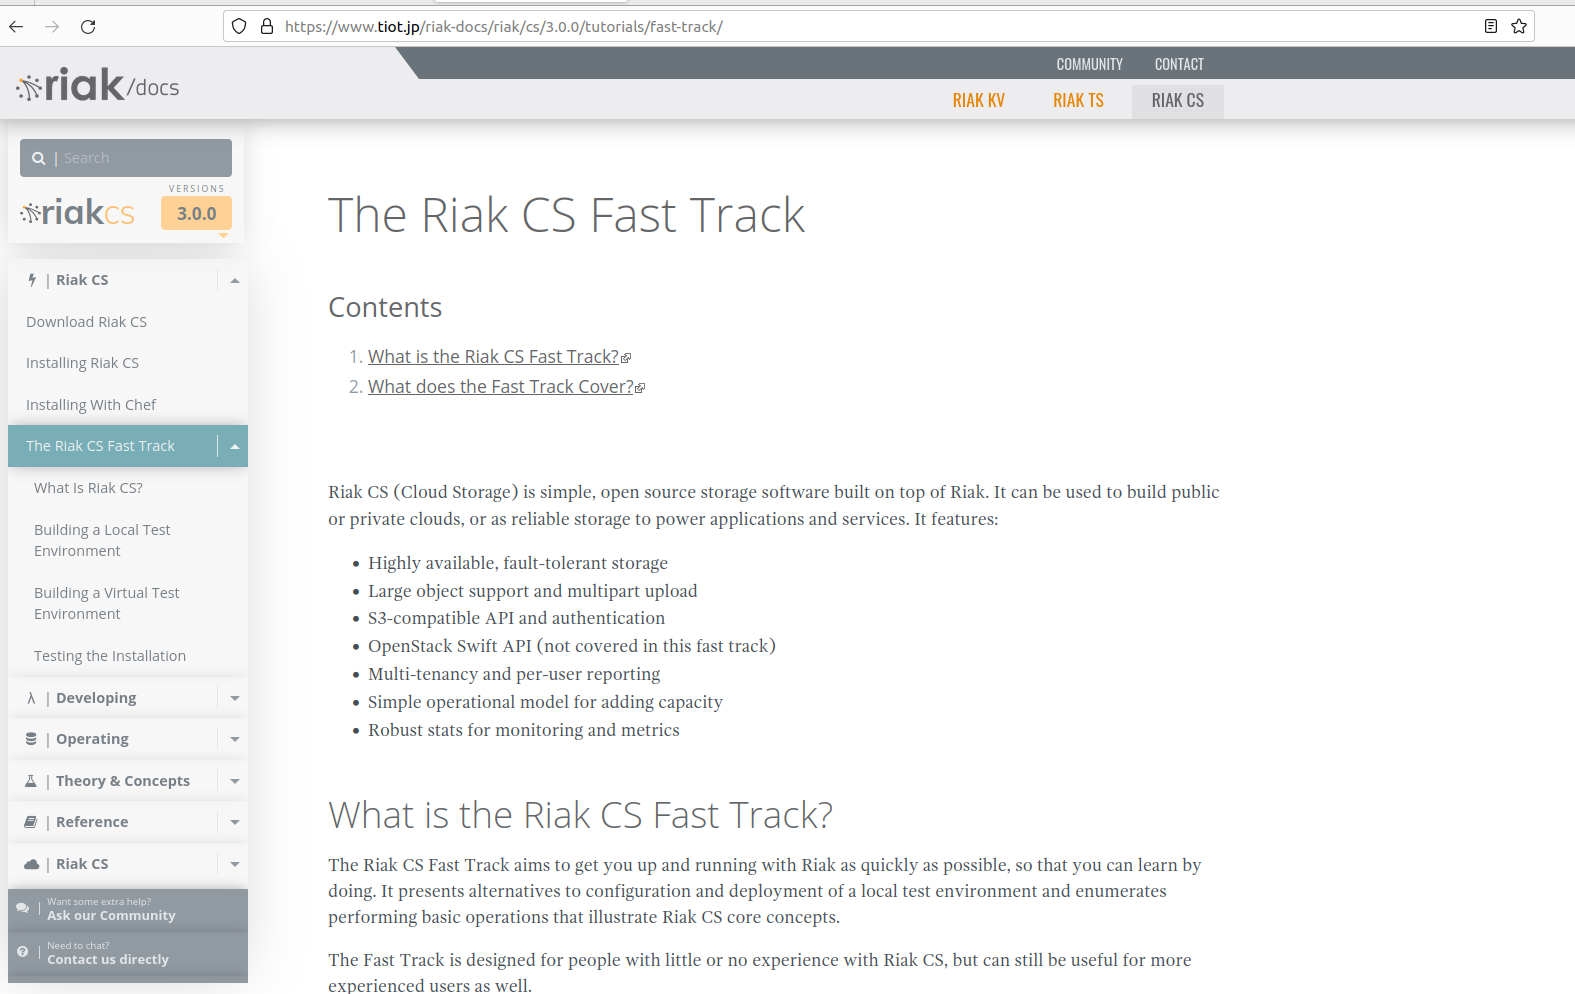 https://www.tiot.jp/riak-docs/riak/cs/3.0.0/tutorials/fast-track/
COMMUNITY CONTACT
riak/docs
RIAK KV RIAK TS RIAK CS
| Search
VERSIONS
riakcs 3.0.0
| Riak CS
Download Riak CS
Installing Riak CS
Installing With Chef
The Riak CS Fast Track
What Is Riak CS?
Building a Local Test
Environment
Building a Virtual Test
Environment
Testing the Installation
λ | Developing
| Operating
| Theory & Concepts
| Reference
| Riak CS
Want some extra help?
Ask our Community
Need to chat?
Contact us directly
The Riak CS Fast Track
Contents
1. What is the Riak CS Fast Track?
2. What does the Fast Track Cover?
Riak CS (Cloud Storage) is simple, open source storage software built on top of Riak. It can be used to build public
or private clouds, or as reliable storage to power applications and services. It features:
• Highly available, fault-tolerant storage
• Large object support and multipart upload
• S3-compatible API and authentication
• OpenStack Swift API (not covered in this fast track)
• Multi-tenancy and per-user reporting
• Simple operational model for adding capacity
• Robust stats for monitoring and metrics
What is the Riak CS Fast Track?
The Riak CS Fast Track aims to get you up and running with Riak as quickly as possible, so that you can learn by
doing. It presents alternatives to configuration and deployment of a local test environment and enumerates
performing basic operations that illustrate Riak CS core concepts.
The Fast Track is designed for people with little or no experience with Riak CS, but can still be useful for more
experienced users as well.